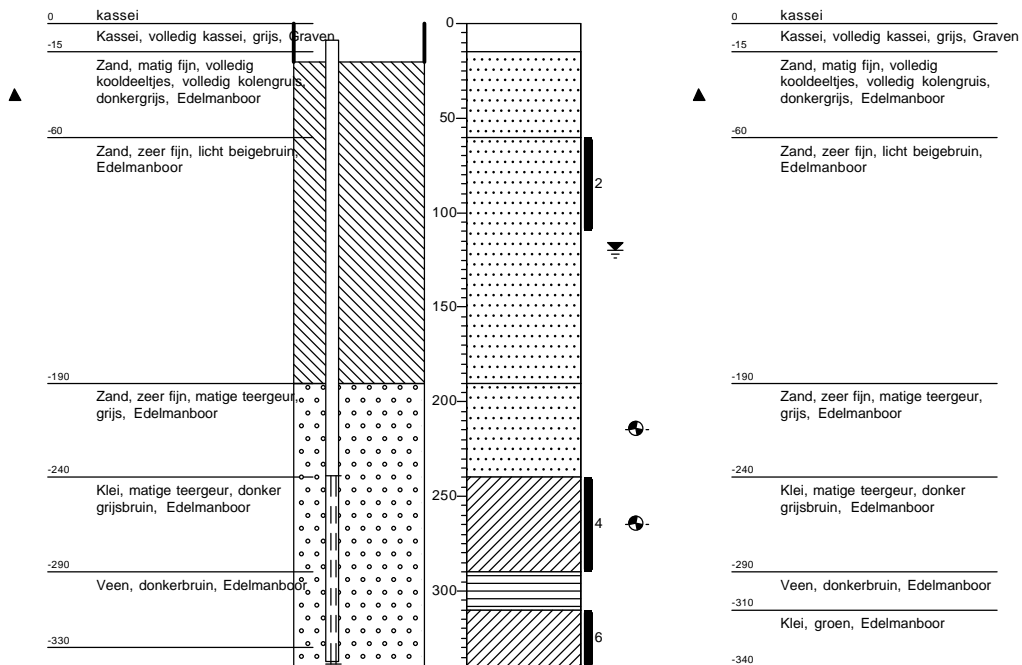 0
kassei
Kassei, volledig kassei, grijs, Graven
-15
Zand, matig fijn, volledig
kooldeeltjes, volledig kolengruis,
donkergrijs, Edelmanboor
-60
Zand, zeer fijn, licht beigebruin,
Edelmanboor
-190
Zand, zeer fijn, matige teergeur,
grijs, Edelmanboor
-240
Klei, matige teergeur, donker
grijsbruin, Edelmanboor
-290
Veen, donkerbruin, Edelmanboor
-330
0
50
100
150
200
250
300
2
4
6
0
kassei
Kassei, volledig kassei, grijs, Graven
-15
Zand, matig fijn, volledig
kooldeeltjes, volledig kolengruis,
donkergrijs, Edelmanboor
-60
Zand, zeer fijn, licht beigebruin,
Edelmanboor
-190
Zand, zeer fijn, matige teergeur,
grijs, Edelmanboor
-240
Klei, matige teergeur, donker
grijsbruin, Edelmanboor
-290
Veen, donkerbruin, Edelmanboor
-310
Klei, groen, Edelmanboor
-340